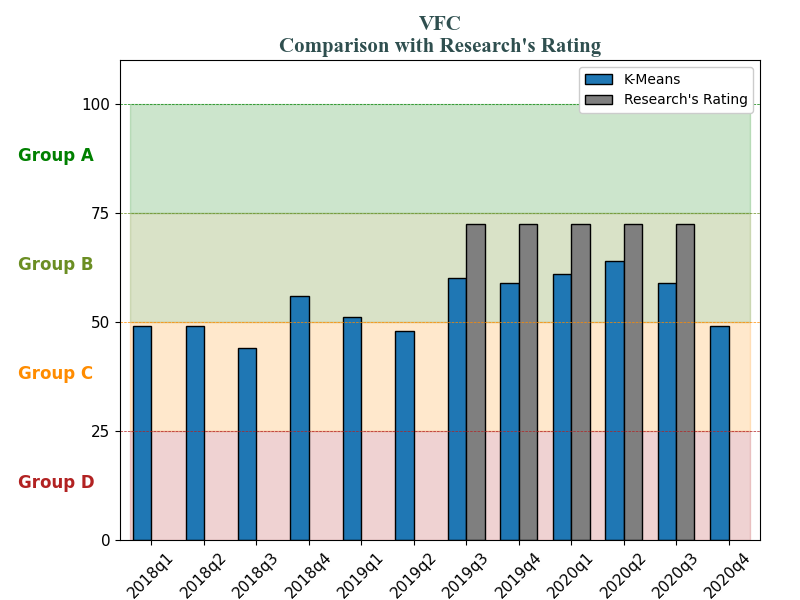 VFC
Comparison with Research's Rating
K-Means
Research's Rating
100
Group A
75
Group B
50
Group C
25
Group D
0
2018q1
2018q2
2018q3
2018q4
2019q1
2019q2
2019q3
2019q4
2020q1
2020q2
2020q3
2020q4